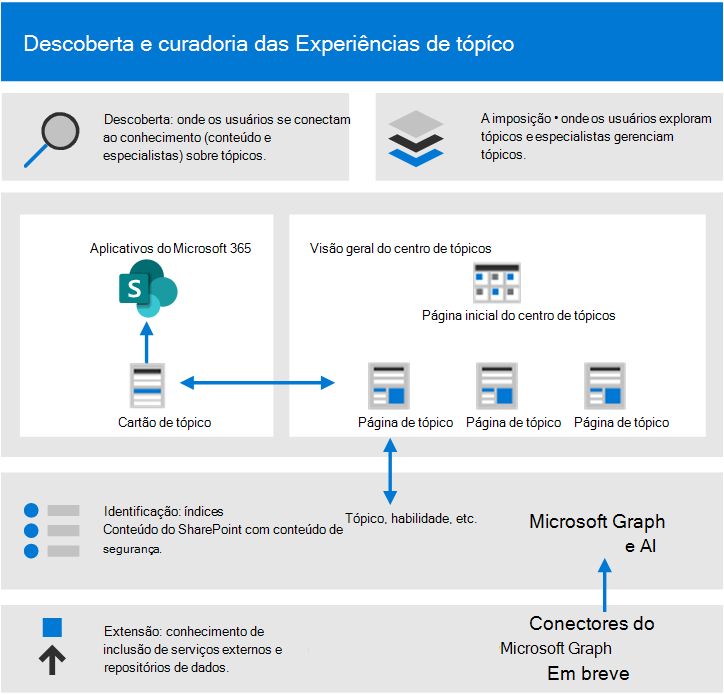 Descoberta e curadoria das Experiências de tópíco
Descoberta: onde os usuários se conectam
ao conhecimento (conteúdo e
especialistas) sobre tópicos.
A imposição • onde os usuários exploram
tópicos e especialistas gerenciam
tópicos.
Aplicativos do Microsoft 365
S
Cartão de tópico
Visão geral do centro de tópicos
Página inicial do centro de tópicos
Página de tópico
Página de tópico
Página de tópico
Identificação: índices
Conteúdo do SharePoint com conteúdo de
segurança.
Tópico, habilidade, etc.
Microsoft Graph
e AI
Extensão: conhecimento de
inclusão de serviços externos e
repositórios de dados.
Conectores do
Microsoft Graph
Em breve